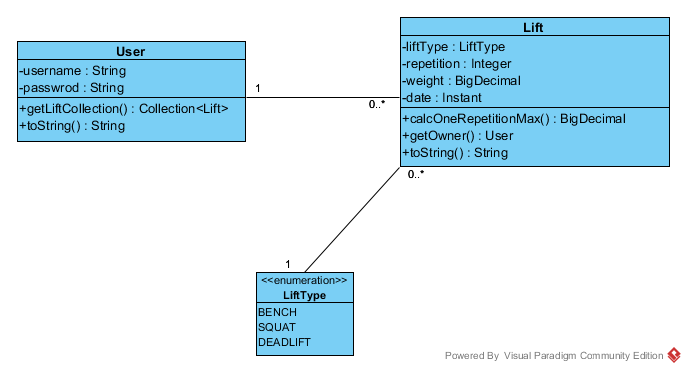 User
-username : String
-passwrod : String
+getLiftCollection() : Collection<Lift>
+toString() : String
1
0..*
Lift
-liftType : LiftType
-repetition : Integer
-weight : BigDecimal
-date : Instant
+calcOneRepetitionMax() : BigDecimal
+getOwner() : User
+toString() : String
0..*
1
<<enumeration>>
LiftType
BENCH
SQUAT
DEADLIFT
Powered By Visual Paradigm Community Edition